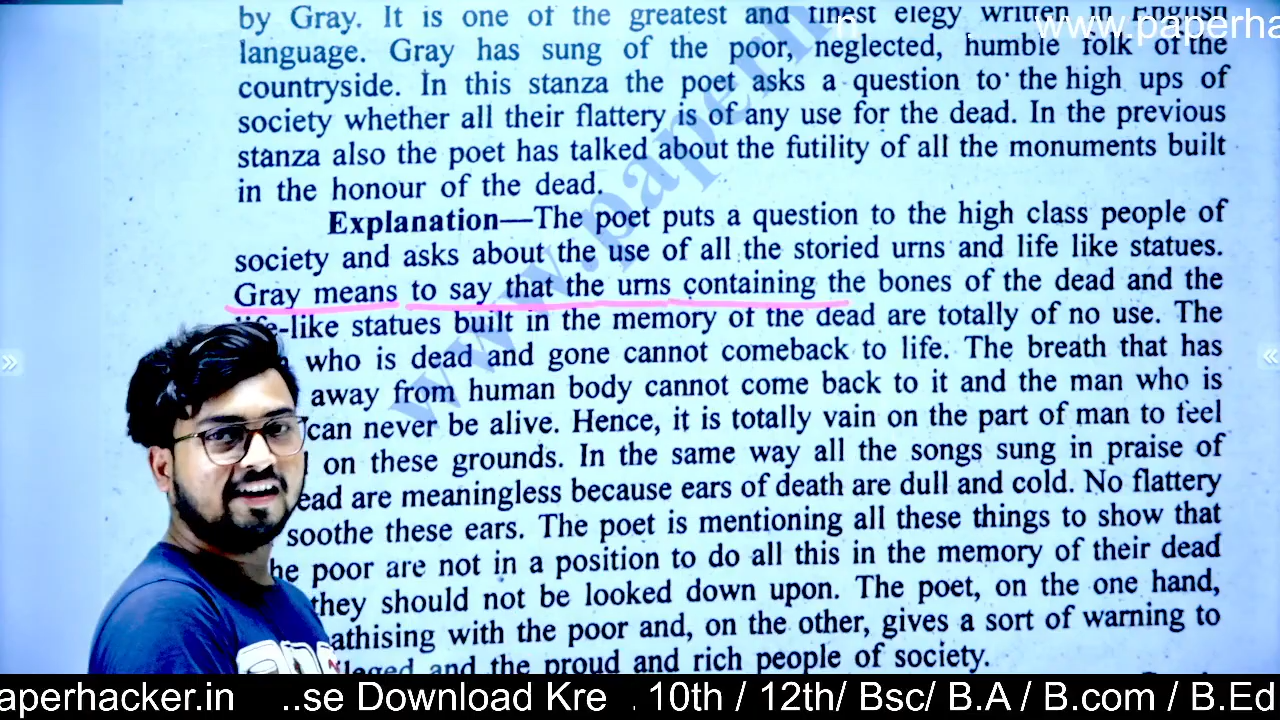 by Gray. It is one of the greatest and finest elegy written in English
www.paperhac
language. Gray has sung of the poor, neglected, humble folk of the
countryside. In this stanza the poet asks a question to the high ups of
society whether all their flattery is of any use for the dead. In the previous
stanza also the poet has talked about the futility of all the monuments built
in the honour of the dead.
Explanation—The poet puts a question to the high class people of
society and asks about the use of all the storied urns and life like statues.
Gray means to say that the urns containing the bones of the dead and the
life-like statues built in the memory of the dead are totally of no use. The
who is dead and gone cannot comeback to life. The breath that has
away from human body cannot come back to it and the man who is
can never be alive. Hence, it is totally vain on the part of man to feel
on these grounds. In the same way all the songs sung in praise of
ead are meaningless because ears of death are dull and cold. No flattery
soothe these ears. The poet is mentioning all these things to show that
he poor are not in a position to do all this in the memory of their dead
they should not be looked down upon. The poet, on the one hand,
athising with the poor and, on the other, gives a sort of warning to
leged and the proud and rich people of society.
www.paperh
aperhacker.in ..se Download Kre . 10th / 12th/ Bsc/ B.A / B.com / B.Ed